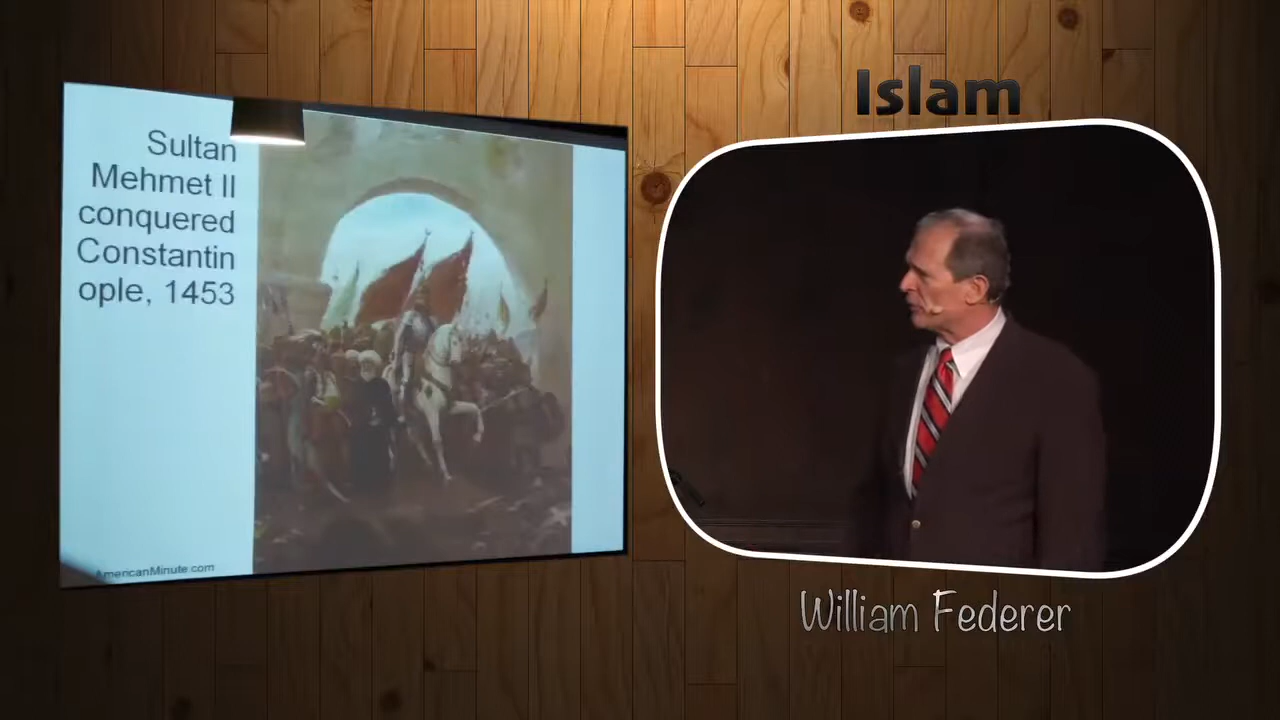 Sultan
Mehmet II
conquered
Constantin
ople, 1453
AmericanMinute.com
Islam
William Federer